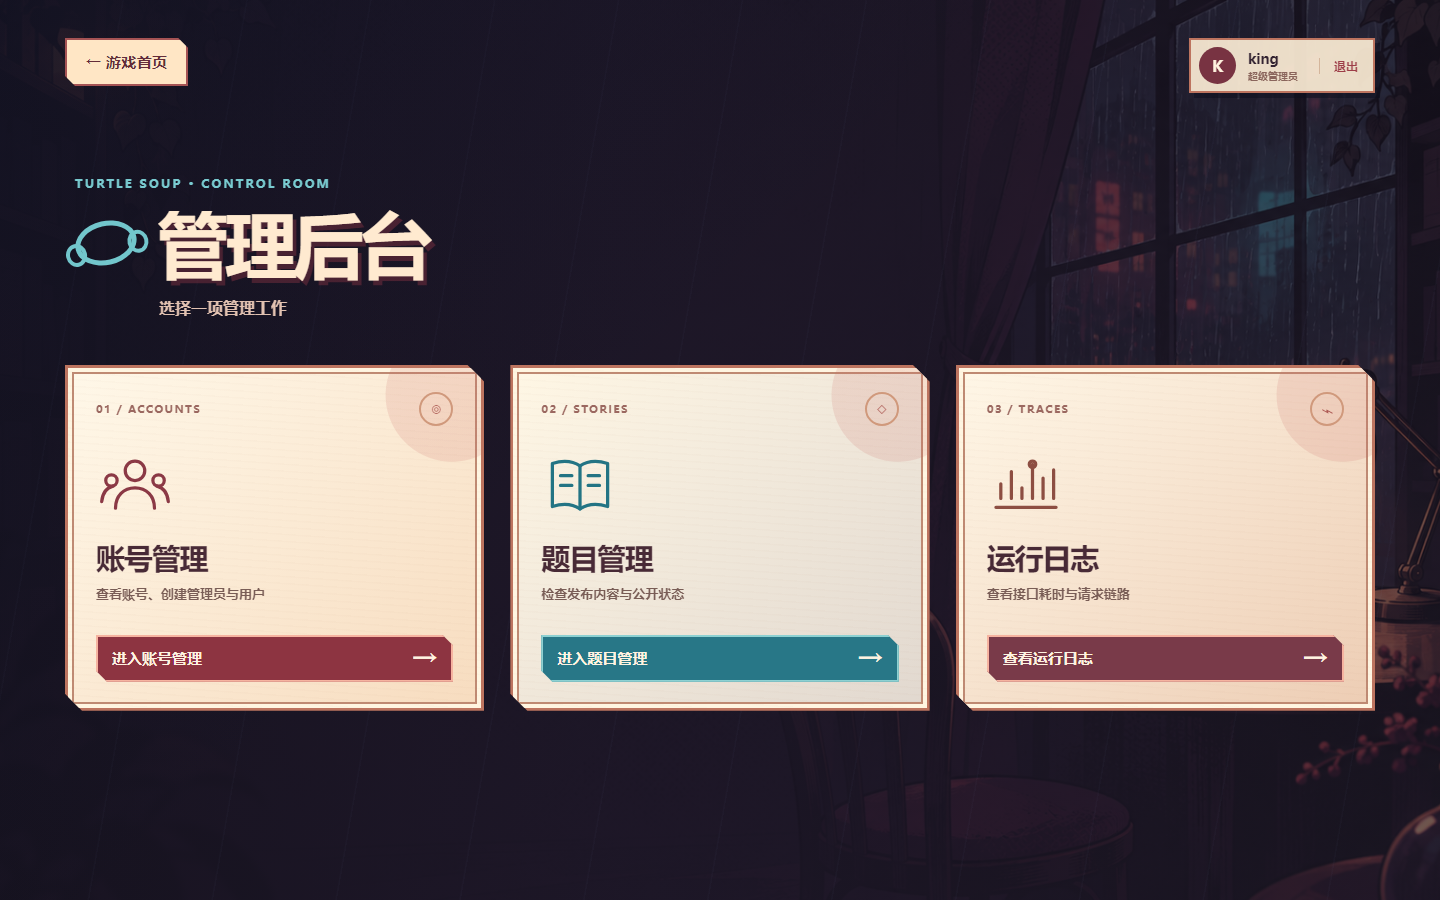 ← 游戏首页
K
king
超级管理员
退出
TURTLE SOUP · CONTROL ROOM
管理后台
选择一项管理工作
01 / ACCOUNTS
账号管理
查看账号、创建管理员与用户
进入账号管理 →
02 / STORIES
题目管理
检查发布内容与公开状态
进入题目管理 →
03 / TRACES
运行日志
查看接口耗时与请求链路
查看运行日志 →